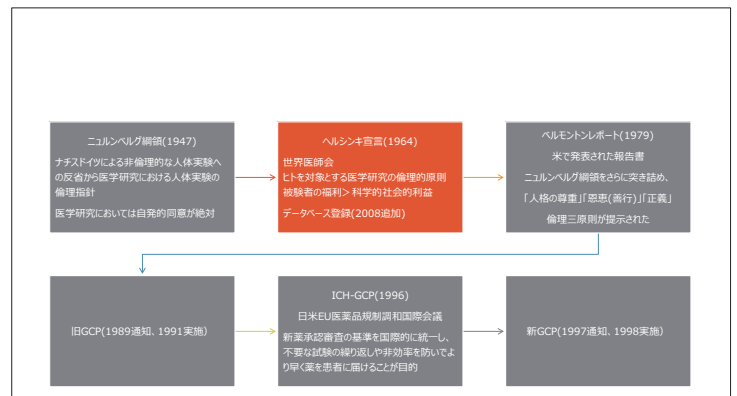 ニュルンベルグ綱領(1947)
ナチスドイツによる非倫理的な人体実験へ
の反省から医学研究における人体実験の
倫理指針
医学研究においては自発的同意が絶対
ヘルシンキ宣言(1964)
世界医師会
ヒトを対象とする医学研究の倫理的原則
被験者の福利＞科学的社会的利益
データベース登録(2008追加)
ベルモントンレポート(1979)
米で発表された報告書
ニュルンベルグ綱領をさらに突き詰め、
「人格の尊重」「恩恵(善行)」「正義」
倫理三原則が提示された
旧GCP(1989通知、1991実施)
ICH-GCP(1996)
日米EU医薬品規制調和国際会議
新薬承認審査の基準を国際的に統一し、
不要な試験の繰り返しや非効率を防いでよ
り早く薬を患者に届けることが目的
新GCP(1997通知、1998実施)